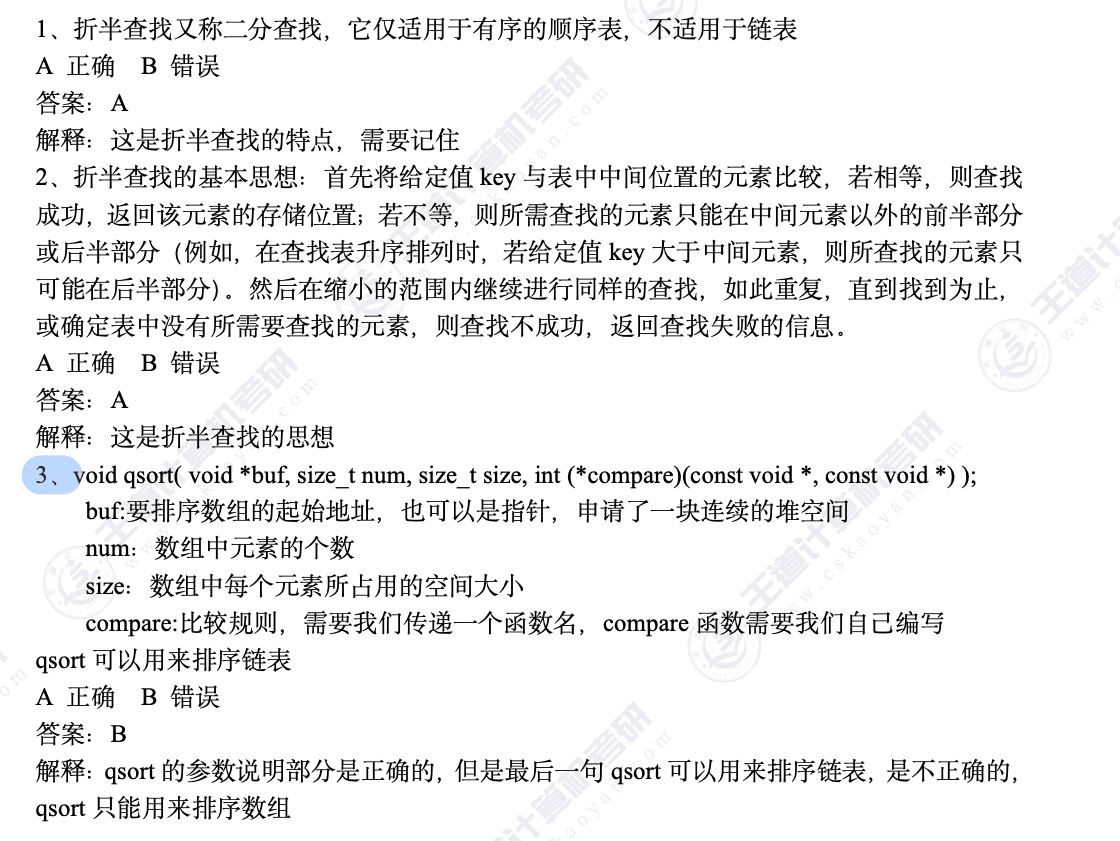 1、折半查找又称二分查找，它仅适用于有序的顺序表，不适用于链表
A 正确 B 错误
答案：A
解释：这是折半查找的特点，需要记住
2、折半查找的基本思想：首先将给定值 key 与表中中间位置的元素比较，若相等，则查找
成功，返回该元素的存储位置；若不等，则所需查找的元素只能在中间元素以外的前半部分
或后半部分（例如，在查找表升序排列时，若给定值 key 大于中间元素，则所查找的元素只
可能在后半部分）。然后在缩小的范围内继续进行同样的查找，如此重复，直到找到为止，
或确定表中没有所需要查找的元素，则查找不成功，返回查找失败的信息。
A 正确 B 错误
答案：A
解释：这是折半查找的思想
3、void qsort( void *buf, size_t num, size_t size, int (*compare)(const void *, const void *) );
buf:要排序数组的起始地址，也可以是指针，申请了一块连续的堆空间
num：数组中元素的个数
size：数组中每个元素所占用的空间大小
compare:比较规则，需要我们传递一个函数名，compare 函数需要我们自己编写
qsort 可以用来排序链表
A 正确 B 错误
答案：B
解释：qsort 的参数说明部分是正确的，但是最后一句 qsort 可以用来排序链表，是不正确的，
qsort 只能用来排序数组
王道计算机考研
www.cskaoyan.com